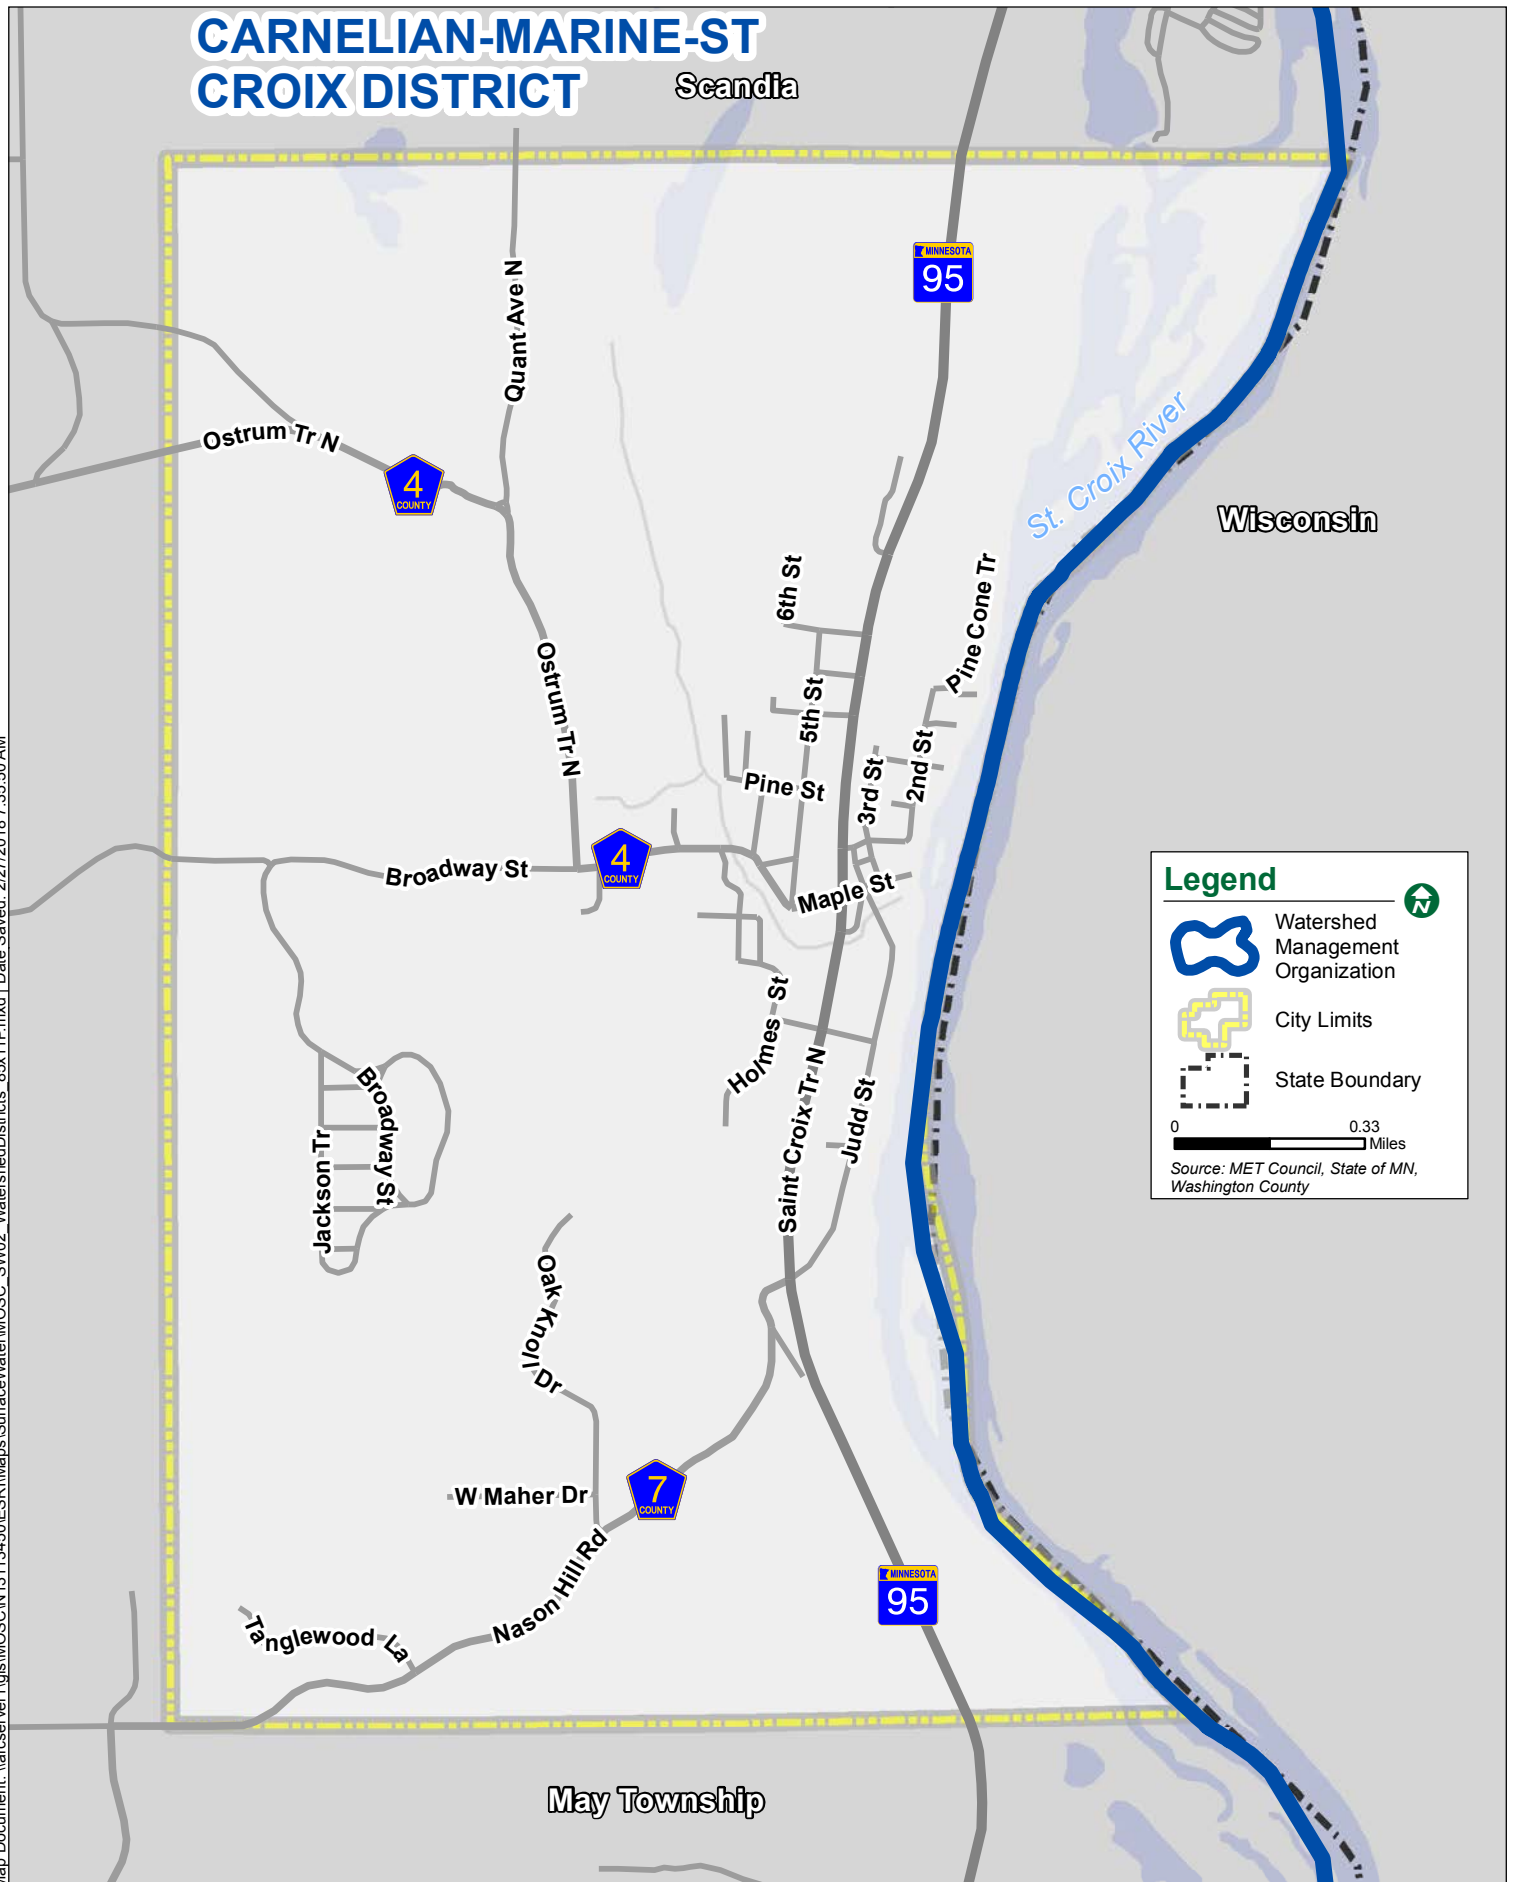 CARNELIAN-MARINE-ST
CROIX DISTRICT
Scandia
MINNESOTA
95
Quant Ave N
Ostrum Tr N
4
COUNTY
St. Croix River
Wisconsin
6th St
Pine Cone Tr
Ostrum Tr N
5th St
2nd St
3rd St
Pine St
4
COUNTY
Broadway St
Maple St
Holmes St
Saint Croix Tr N
Judd St
Broadway St
Jackson Tr
Oak Knoll Dr
W Maher Dr
7
COUNTY
Nason Hill Rd
Tanglewood La
MINNESOTA
95
May Township
Legend
N
Watershed
Management
Organization
City Limits
State Boundary
0 0.33
Miles
Source: MET Council, State of MN,
Washington County